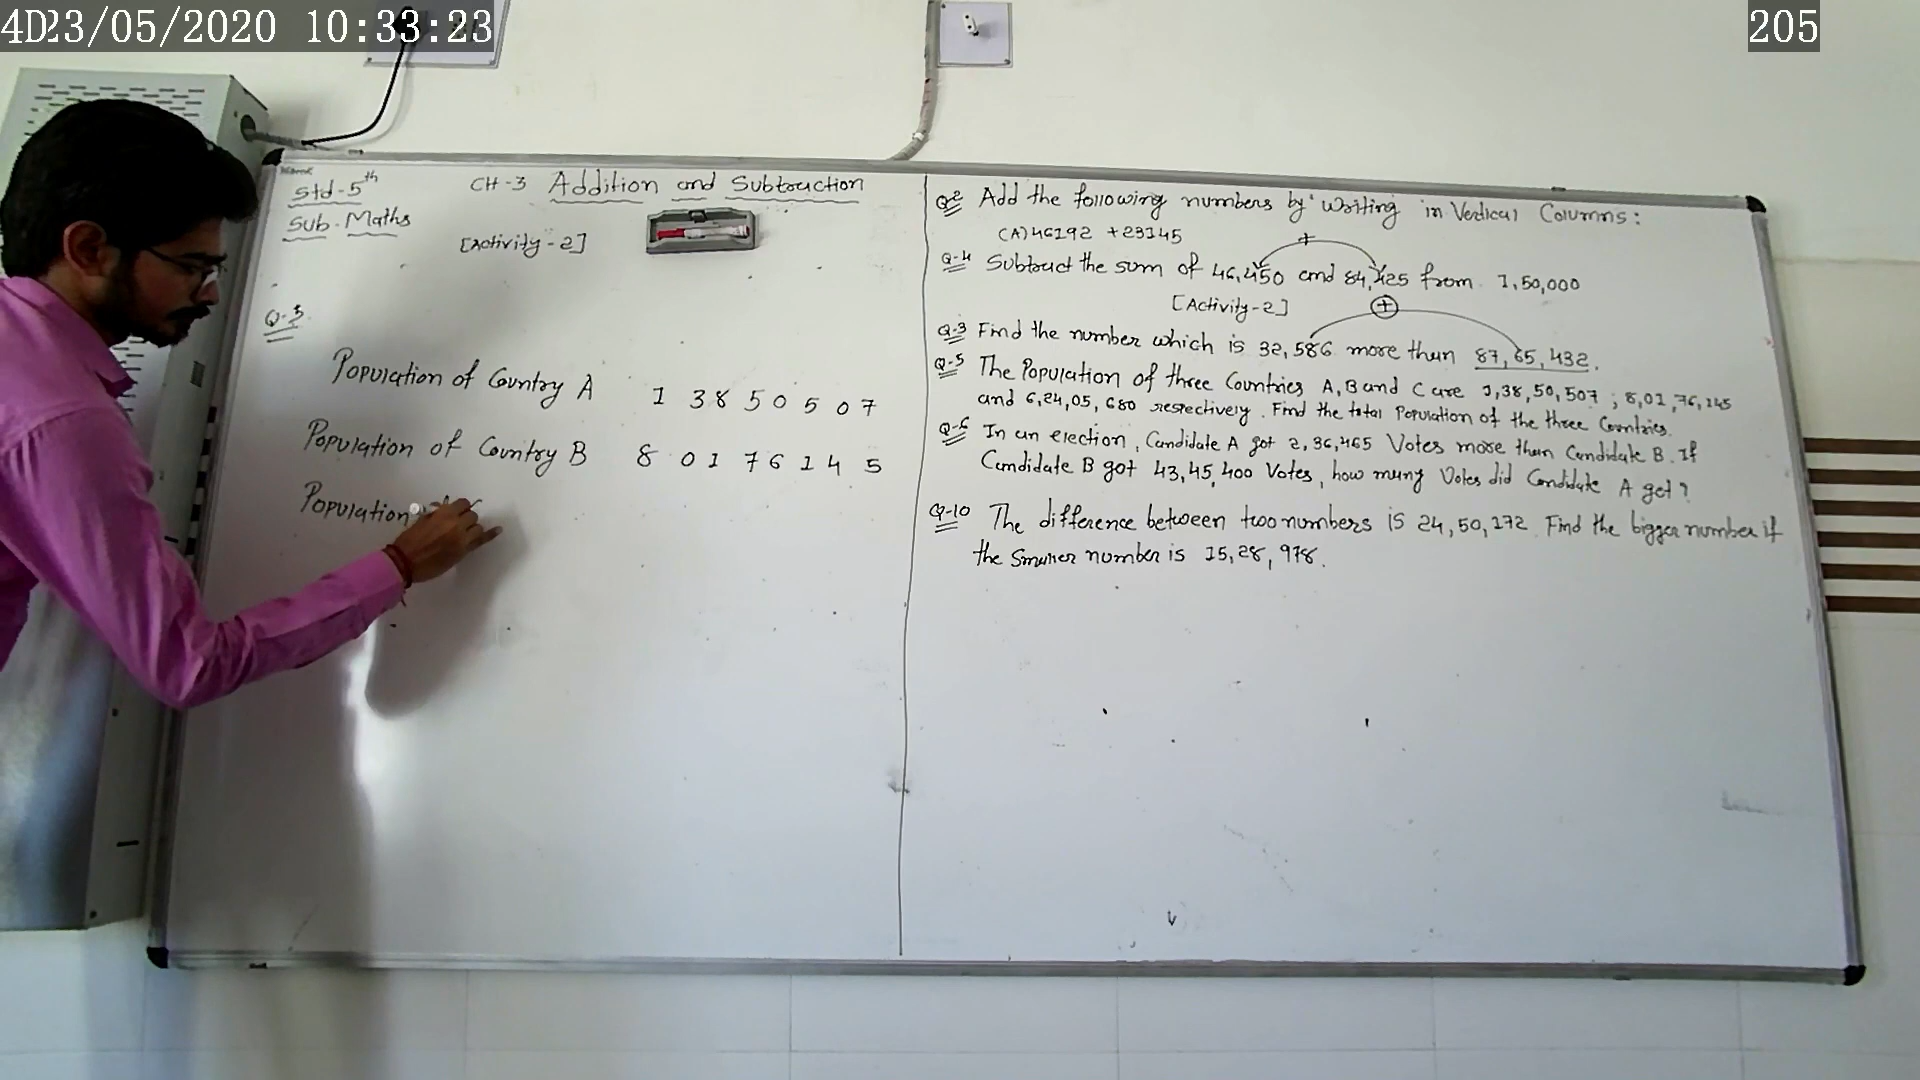 4D23/05/2020 10:33:23
205
Std-5th
Sub. Maths
CH-3 Addition and Subtraction
[Activity-2]
Q-5
Population of Country A 1 3 8 5 0 5 0 7
Population of Country B 8 0 1 7 6 1 4 5
Population
Q-2 Add the following numbers by Writing in Vertical Columns:
(A) 46192 +23145
+
Q-4 Subtract the sum of 46,450 and 84,425 from 1,50,000
[Activity-2]
+
Q-3 Find the number which is 32,586 more than 87,65,432.
Q-5 The Population of three Countries A, B and C are 1,38,50,507 ; 8,01,76,145
and 6,24,05,680 respectively. Find the total Population of the three Countries.
Q-6 In an election, Candidate A got 2,36,465 Votes more than Candidate B. If
Candidate B got 43,45,400 Votes, how many Votes did Candidate A get?
Q-10 The difference between two numbers is 24,50,172 Find the bigger number if
the smaller number is 15,28,978.